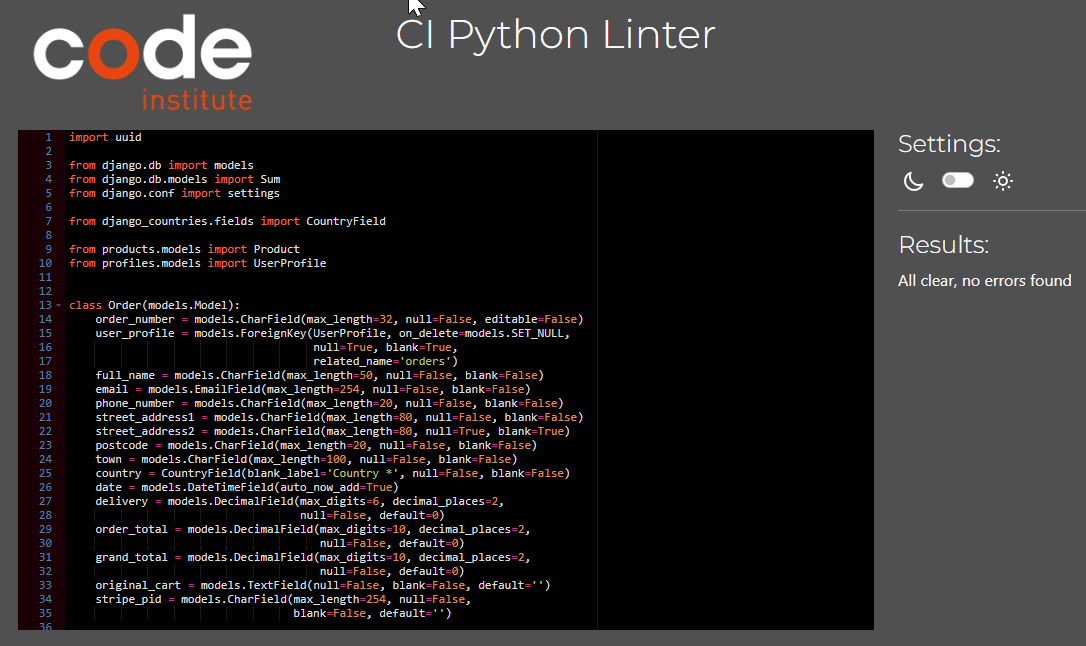 code
institute
CI Python Linter
1 import uuid
2
3 from django.db import models
4 from django.db.models import Sum
5 from django.conf import settings
6
7 from django_countries.fields import CountryField
8
9 from products.models import Product
10 from profiles.models import UserProfile
11
12
13 class Order(models.Model):
14     order_number = models.CharField(max_length=32, null=False, editable=False)
15     user_profile = models.ForeignKey(UserProfile, on_delete=models.SET_NULL,
16                                      null=True, blank=True,
17                                      related_name='orders')
18     full_name = models.CharField(max_length=50, null=False, blank=False)
19     email = models.EmailField(max_length=254, null=False, blank=False)
20     phone_number = models.CharField(max_length=20, null=False, blank=False)
21     street_address1 = models.CharField(max_length=80, null=False, blank=False)
22     street_address2 = models.CharField(max_length=80, null=True, blank=True)
23     postcode = models.CharField(max_length=20, null=False, blank=False)
24     town = models.CharField(max_length=100, null=False, blank=False)
25     country = CountryField(blank_label='Country *', null=False, blank=False)
26     date = models.DateTimeField(auto_now_add=True)
27     delivery = models.DecimalField(max_digits=6, decimal_places=2,
28                                    null=False, default=0)
29     order_total = models.DecimalField(max_digits=10, decimal_places=2,
30                                       null=False, default=0)
31     grand_total = models.DecimalField(max_digits=10, decimal_places=2,
32                                       null=False, default=0)
33     original_cart = models.TextField(null=False, blank=False, default='')
34     stripe_pid = models.CharField(max_length=254, null=False,
35                                   blank=False, default='')
36
Settings:
Results:
All clear, no errors found